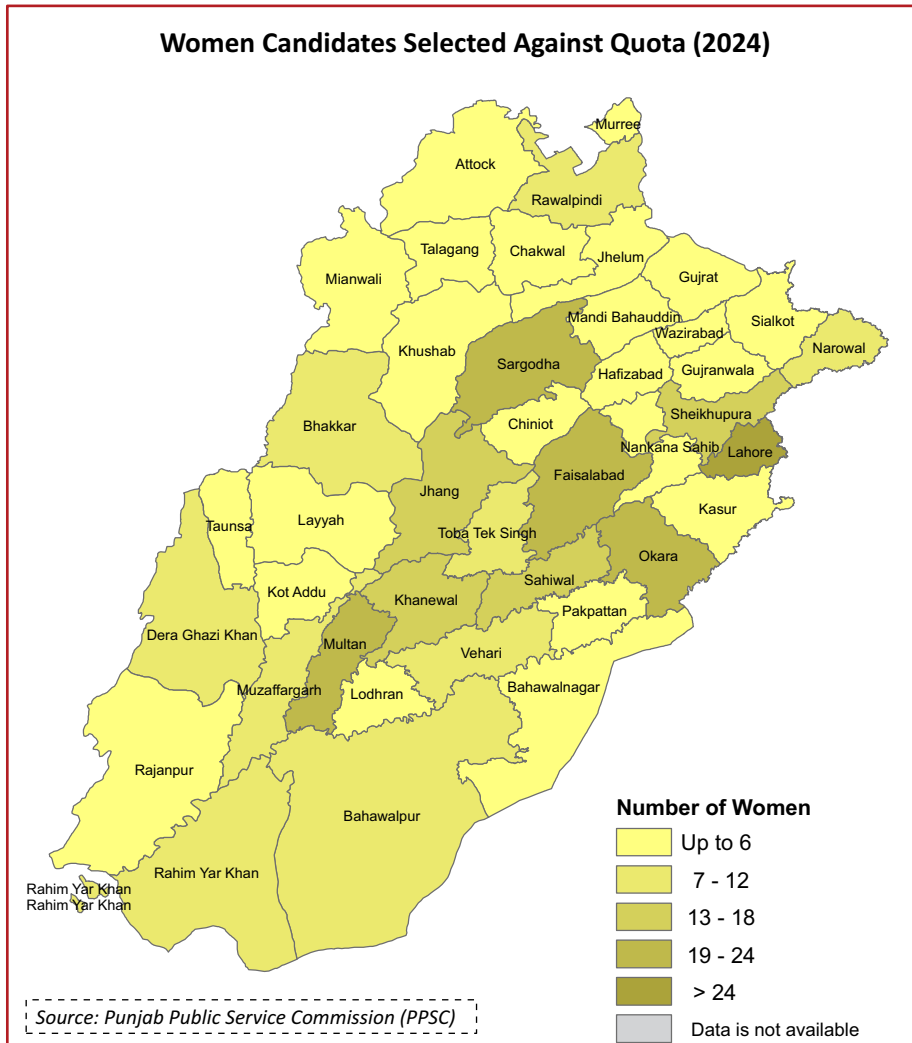 Women Candidates Selected Against Quota (2024)
Murree
Attock
Rawalpindi
Talagang
Chakwal
Jhelum
Mianwali
Gujrat
Mandi Bahauddin
Sialkot
Wazirabad
Narowal
Khushab
Sargodha
Hafizabad
Gujranwala
Sheikhupura
Bhakkar
Chiniot
Nankana Sahib
Lahore
Faisalabad
Jhang
Kasur
Taunsa
Layyah
Toba Tek Singh
Okara
Sahiwal
Kot Addu
Khanewal
Pakpattan
Dera Ghazi Khan
Multan
Vehari
Muzaffargarh
Lodhran
Bahawalnagar
Rajanpur
Bahawalpur
Rahim Yar Khan
Rahim Yar Khan
Rahim Yar Khan
Number of Women
Up to 6
7 - 12
13 - 18
19 - 24
> 24
Data is not available
Source: Punjab Public Service Commission (PPSC)